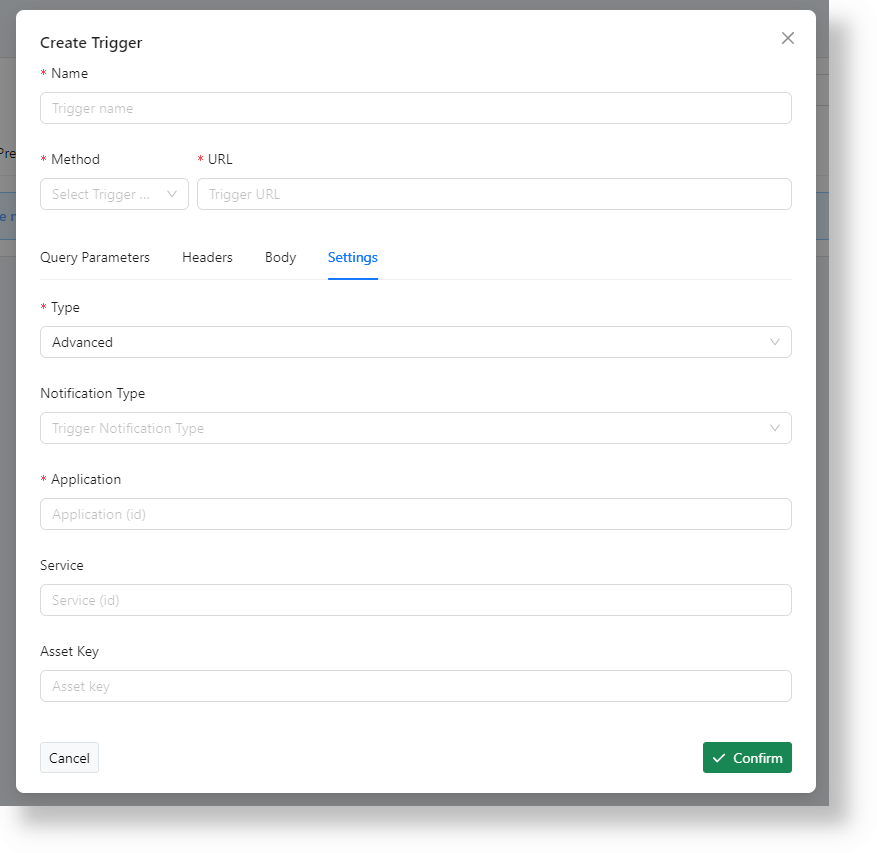 Create Trigger
* Name
Trigger name
* Method * URL
Select Trigger ... Trigger URL
Query Parameters Headers Body Settings
* Type
Advanced
Notification Type
Trigger Notification Type
* Application
Application (id)
Service
Service (id)
Asset Key
Asset key
Cancel Confirm
Pre
e